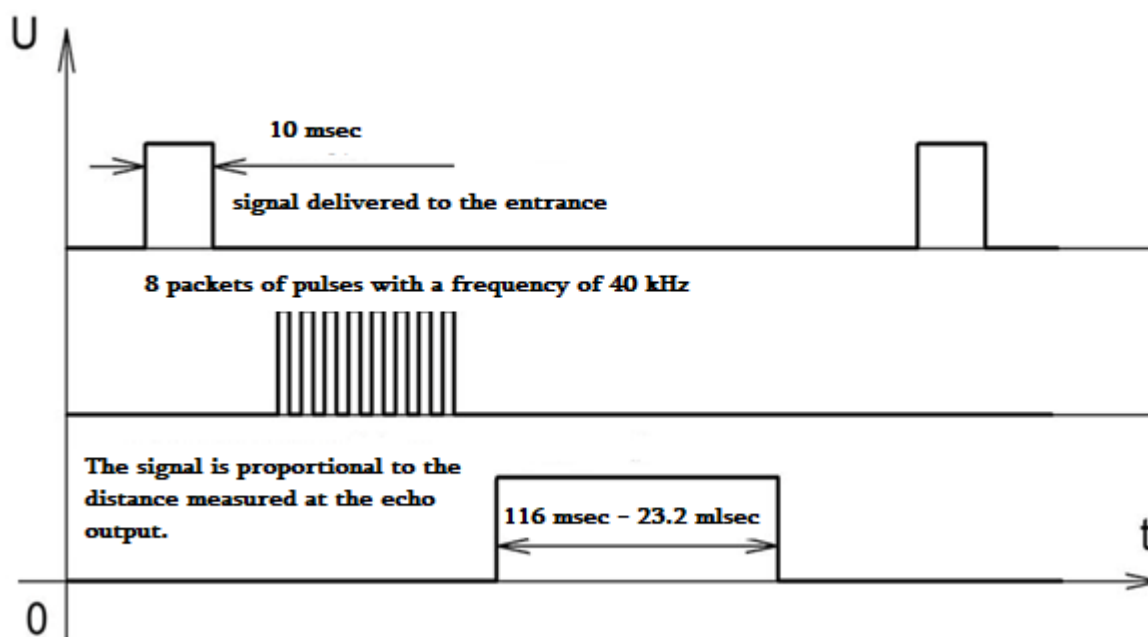 U
10 msec
signal delivered to the entrance
8 packets of pulses with a frequency of 40 kHz
The signal is proportional to the
distance measured at the echo
output.
116 msec - 23.2 mlsec
t
0